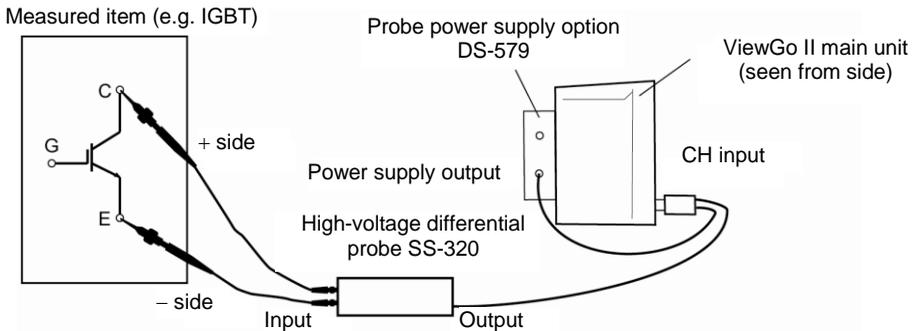 Measured item (e.g. IGBT)
Probe power supply option
DS-579
ViewGo II main unit
(seen from side)
C
G
+ side
CH input
Power supply output
E
High-voltage differential
probe SS-320
− side
Input
Output